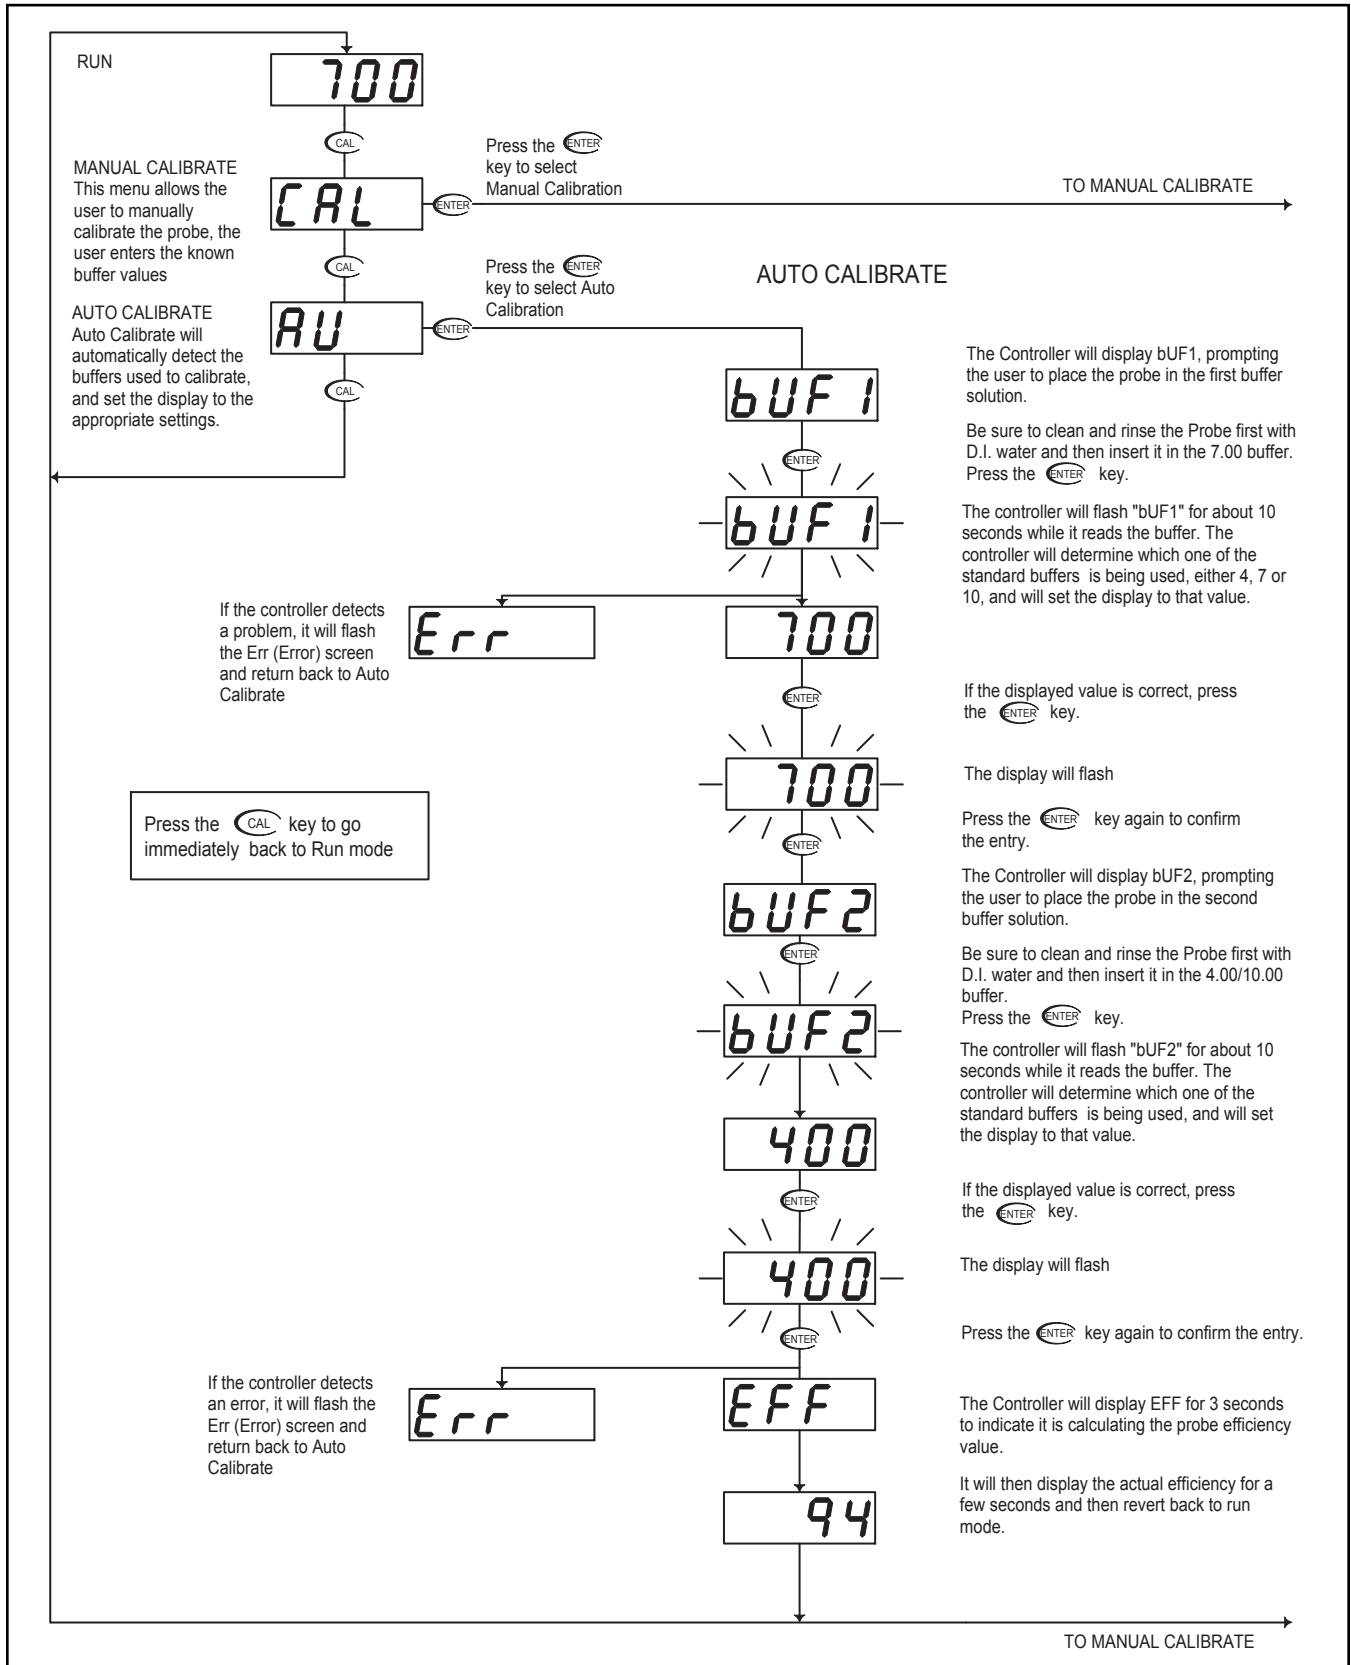 RUN
700
CAL
MANUAL CALIBRATE
This menu allows the
user to manually
calibrate the probe, the
user enters the known
buffer values
CAL
ENTER
Press the ENTER
key to select
Manual Calibration
TO MANUAL CALIBRATE
CAL
AUTO CALIBRATE
Auto Calibrate will
automatically detect the
buffers used to calibrate,
and set the display to the
appropriate settings.
AU
ENTER
Press the ENTER
key to select Auto
Calibration
CAL
AUTO CALIBRATE
bUF1
The Controller will display bUF1, prompting
the user to place the probe in the first buffer
solution.
ENTER
Be sure to clean and rinse the Probe first with
D.I. water and then insert it in the 7.00 buffer.
Press the ENTER key.
bUF1
The controller will flash "bUF1" for about 10
seconds while it reads the buffer. The
controller will determine which one of the
standard buffers is being used, either 4, 7 or
10, and will set the display to that value.
If the controller detects
a problem, it will flash
the Err (Error) screen
and return back to Auto
Calibrate
Err
700
ENTER
If the displayed value is correct, press
the ENTER key.
700
The display will flash
Press the CAL key to go
immediately back to Run mode
ENTER
Press the ENTER key again to confirm
the entry.
bUF2
The Controller will display bUF2, prompting
the user to place the probe in the second
buffer solution.
ENTER
Be sure to clean and rinse the Probe first with
D.I. water and then insert it in the 4.00/10.00
buffer.
Press the ENTER key.
bUF2
The controller will flash "bUF2" for about 10
seconds while it reads the buffer. The
controller will determine which one of the
standard buffers is being used, and will set
the display to that value.
400
ENTER
If the displayed value is correct, press
the ENTER key.
400
The display will flash
ENTER
Press the ENTER key again to confirm the entry.
If the controller detects
an error, it will flash the
Err (Error) screen and
return back to Auto
Calibrate
Err
EFF
The Controller will display EFF for 3 seconds
to indicate it is calculating the probe efficiency
value.
94
It will then display the actual efficiency for a
few seconds and then revert back to run
mode.
TO MANUAL CALIBRATE